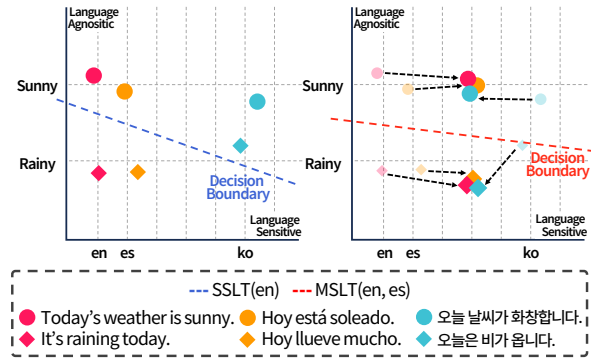 Language
Agnositic
Sunny
Rainy
Decision
Boundary
Language
Sensitive
en
es
ko
Language
Agnositic
Sunny
Rainy
Decision
Boundary
Language
Sensitive
en
es
ko
SSLT(en)
MSLT(en, es)
Today's weather is sunny.
Hoy está soleado.
오늘 날씨가 화창합니다.
It's raining today.
Hoy llueve mucho.
오늘은 비가 옵니다.